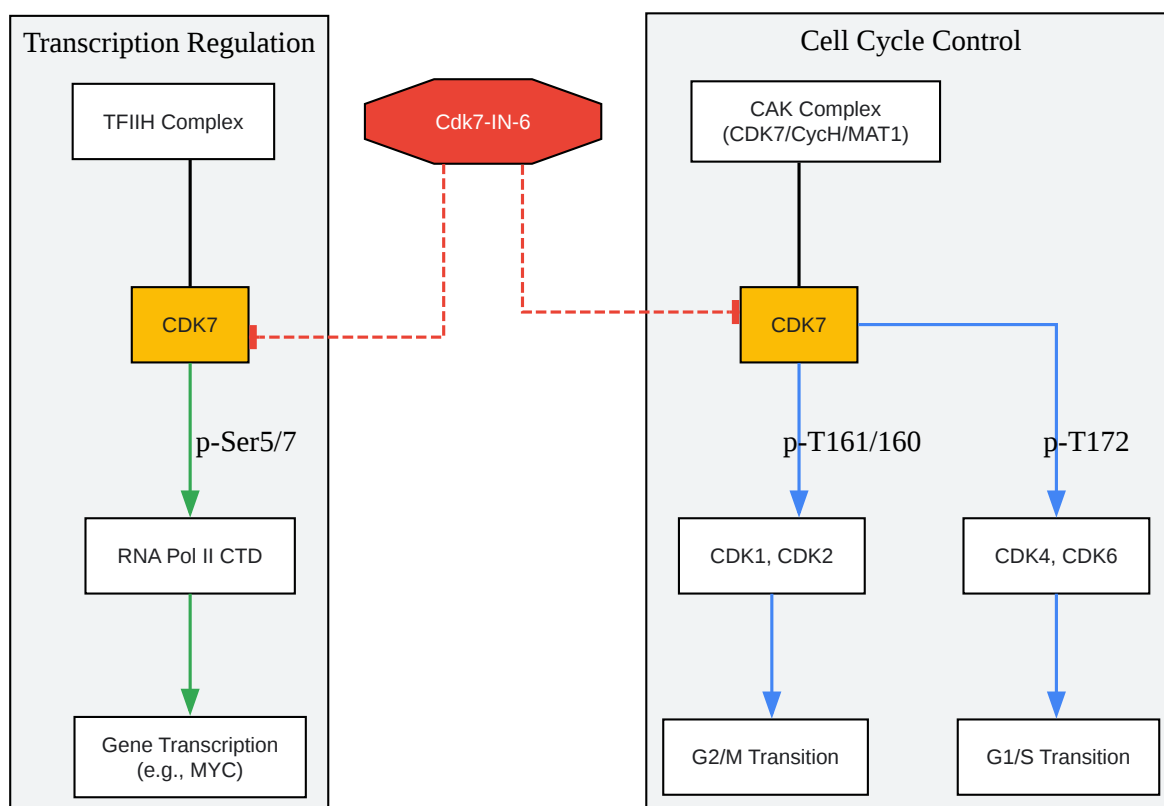 Transcription Regulation
TFIIH Complex
CDK7
p-Ser5/7
RNA Pol II CTD
Gene Transcription
(e.g., MYC)
Cdk7-IN-6
Cell Cycle Control
CAK Complex
(CDK7/CycH/MAT1)
CDK7
p-T161/160
p-T172
CDK1, CDK2
CDK4, CDK6
G2/M Transition
G1/S Transition